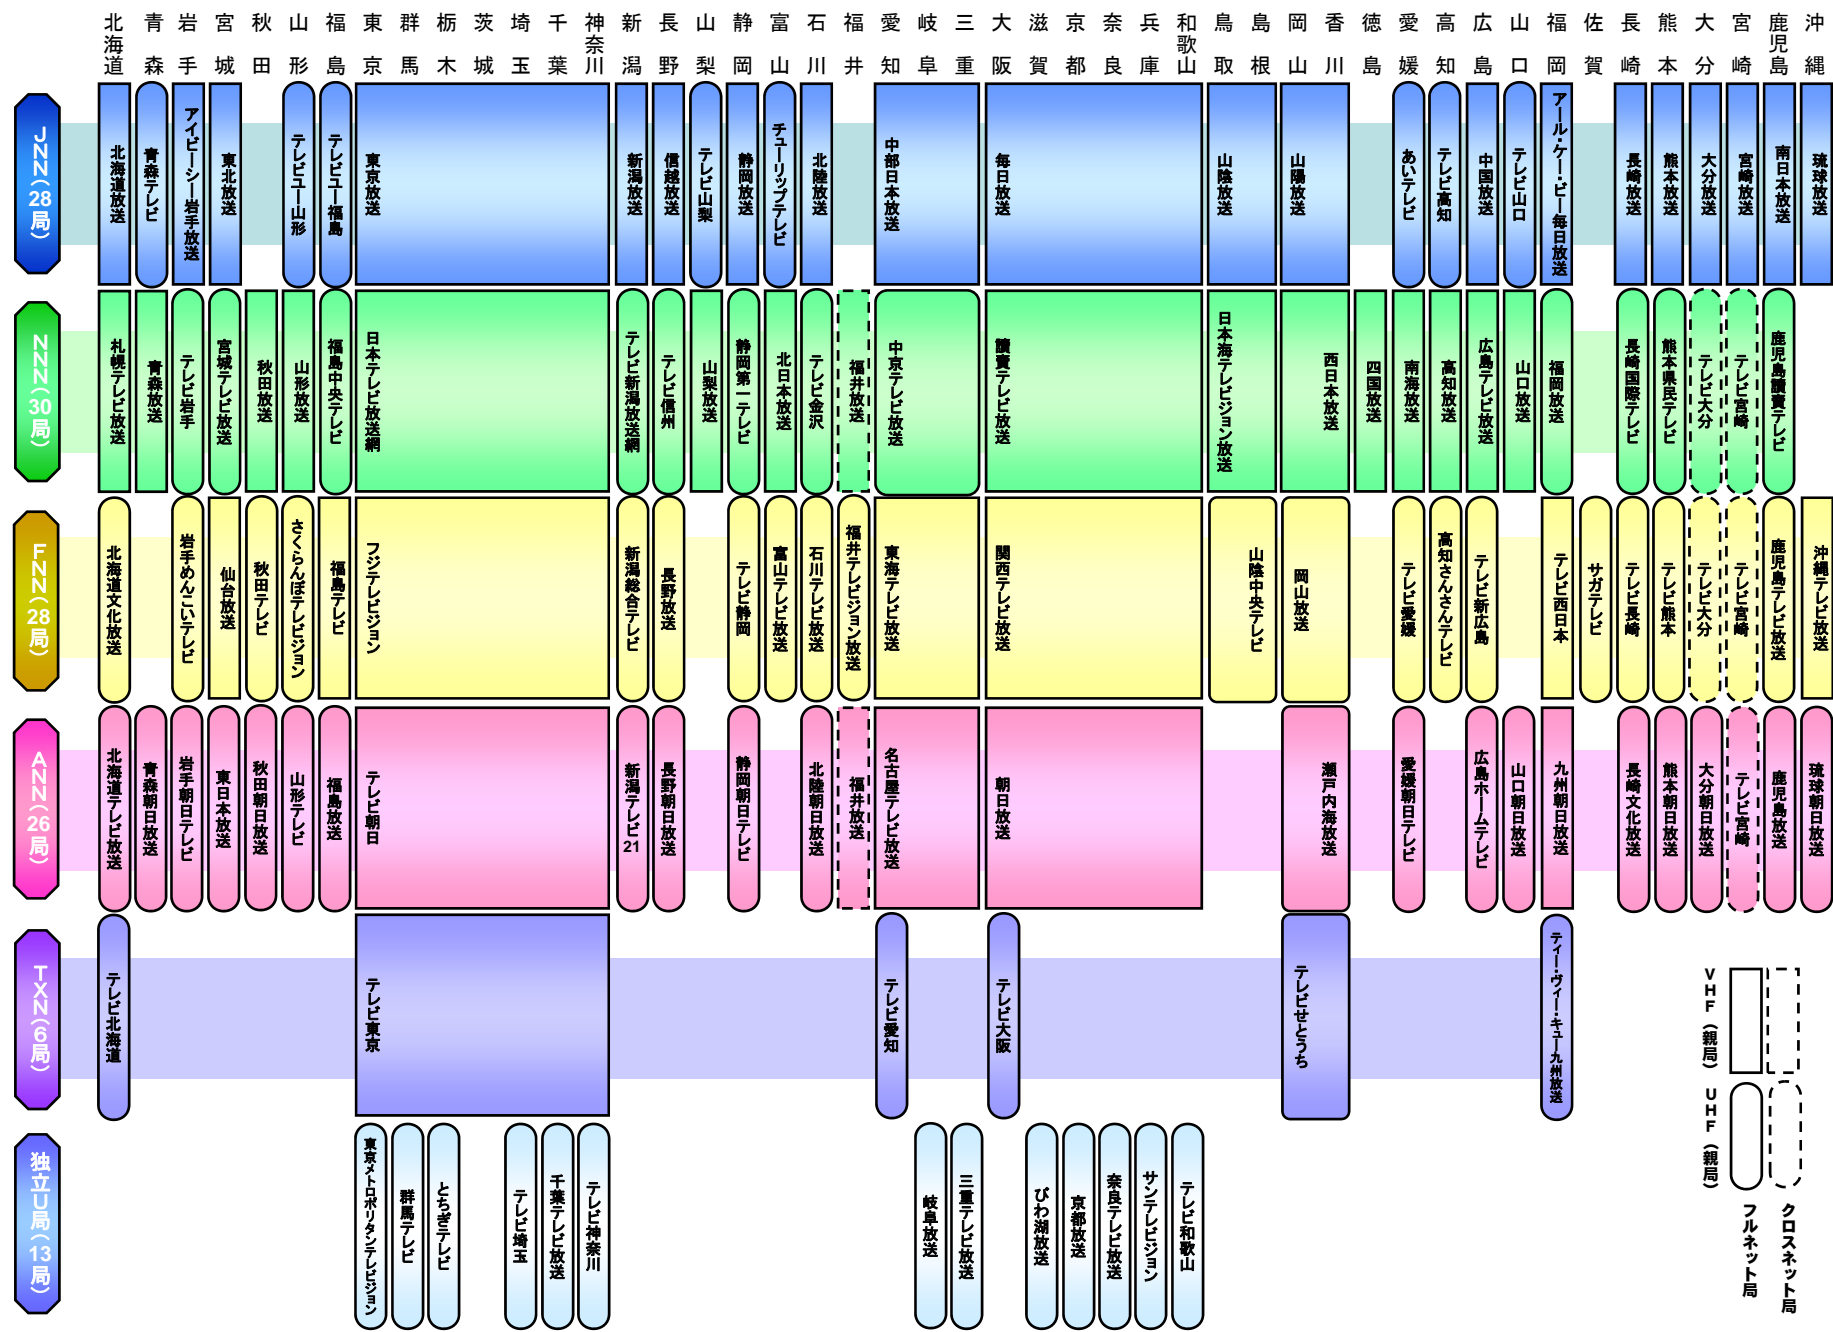 北海道
青森
岩手
宮城
秋田
山形
福島
東京
群馬
栃木
茨城
埼玉
千葉
神奈川
新潟
長野
山梨
静岡
富山
石川
福井
愛知
岐阜
三重
大阪
滋賀
京都
奈良
兵庫
和歌山
鳥取
島根
岡山
香川
徳島
愛媛
高知
広島
山口
福岡
佐賀
長崎
熊本
大分
宮崎
鹿児島
沖縄
JNN(28局)
北海道放送
青森テレビ
アイビーシー岩手放送
東北放送
テレビユー山形
テレビユー福島
東京放送
新潟放送
信越放送
テレビ山梨
静岡放送
チューリップテレビ
北陸放送
中部日本放送
毎日放送
山陰放送
山陽放送
あいテレビ
テレビ高知
中国放送
テレビ山口
アール・ケー・ビー毎日放送
長崎放送
熊本放送
大分放送
宮崎放送
南日本放送
琉球放送
NNN(30局)
札幌テレビ放送
青森放送
テレビ岩手
宮城テレビ放送
秋田放送
山形放送
福島中央テレビ
日本テレビ放送網
テレビ新潟放送網
テレビ信州
山梨放送
静岡第一テレビ
北日本放送
テレビ金沢
福井放送
中京テレビ放送
讀賣テレビ放送
日本海テレビジョン放送
西日本放送
四国放送
南海放送
高知放送
広島テレビ放送
山口放送
福岡放送
長崎国際テレビ
熊本県民テレビ
テレビ大分
テレビ宮崎
鹿児島讀賣テレビ
FNN(28局)
北海道文化放送
岩手めんこいテレビ
仙台放送
秋田テレビ
さくらんぼテレビジョン
福島テレビ
フジテレビジョン
新潟総合テレビ
長野放送
テレビ静岡
富山テレビ放送
石川テレビ放送
福井テレビジョン放送
東海テレビ放送
関西テレビ放送
山陰中央テレビ
岡山放送
テレビ愛媛
高知さんさんテレビ
テレビ新広島
テレビ西日本
サガテレビ
テレビ長崎
テレビ熊本
テレビ大分
テレビ宮崎
鹿児島テレビ放送
沖縄テレビ放送
ANN(26局)
北海道テレビ放送
青森朝日放送
岩手朝日テレビ
東日本放送
秋田朝日放送
山形テレビ
福島放送
テレビ朝日
新潟テレビ21
長野朝日放送
静岡朝日テレビ
北陸朝日放送
福井放送
名古屋テレビ放送
朝日放送
瀬戸内海放送
愛媛朝日テレビ
広島ホームテレビ
山口朝日放送
九州朝日放送
長崎文化放送
熊本朝日放送
大分朝日放送
テレビ宮崎
鹿児島放送
琉球朝日放送
TXN(6局)
テレビ北海道
テレビ東京
テレビ愛知
テレビ大阪
テレビせとうち
ティー・ヴィー・キュー九州放送
独立U局(13局)
東京メトロポリタンテレビジョン
群馬テレビ
とちぎテレビ
テレビ埼玉
千葉テレビ放送
テレビ神奈川
岐阜放送
三重テレビ放送
びわ湖放送
京都放送
奈良テレビ放送
サンテレビジョン
テレビ和歌山
VHF(親局)
UHF(親局)
フルネット局
クロスネット局